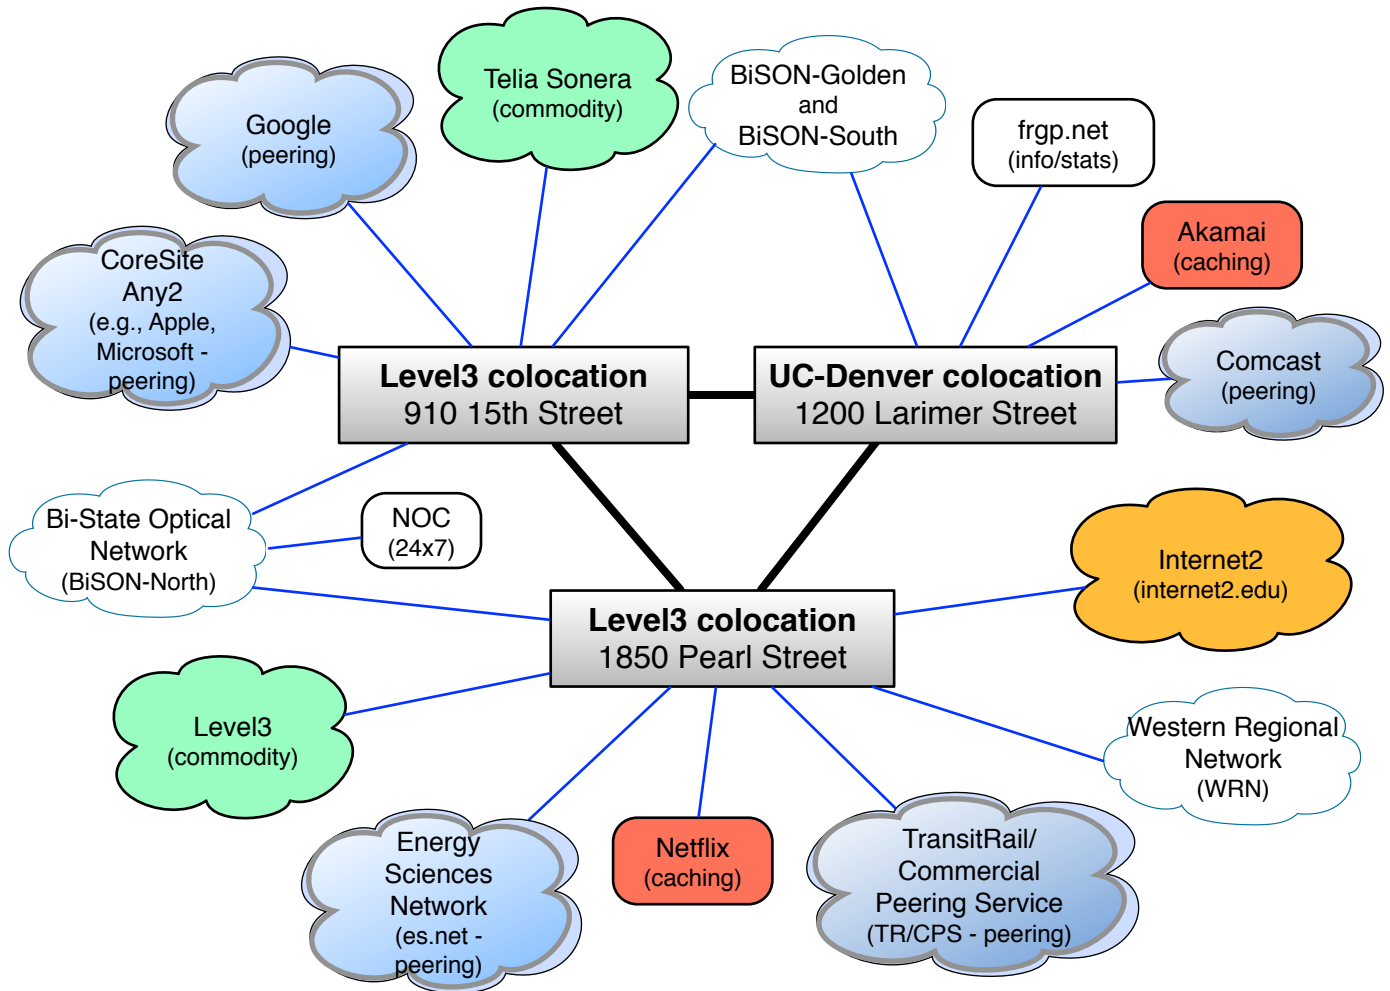 Telia Sonera
(commodity)
BiSON-Golden
and
BiSON-South
Google
(peering)
frgp.net
(info/stats)
Akamai
(caching)
CoreSite
Any2
(e.g., Apple,
Microsoft -
peering)
Level3 colocation
910 15th Street
UC-Denver colocation
1200 Larimer Street
Comcast
(peering)
Bi-State Optical
Network
(BiSON-North)
NOC
(24x7)
Internet2
(internet2.edu)
Level3 colocation
1850 Pearl Street
Level3
(commodity)
Western Regional
Network
(WRN)
Energy
Sciences
Network
(es.net -
peering)
Netflix
(caching)
TransitRail/
Commercial
Peering Service
(TR/CPS - peering)